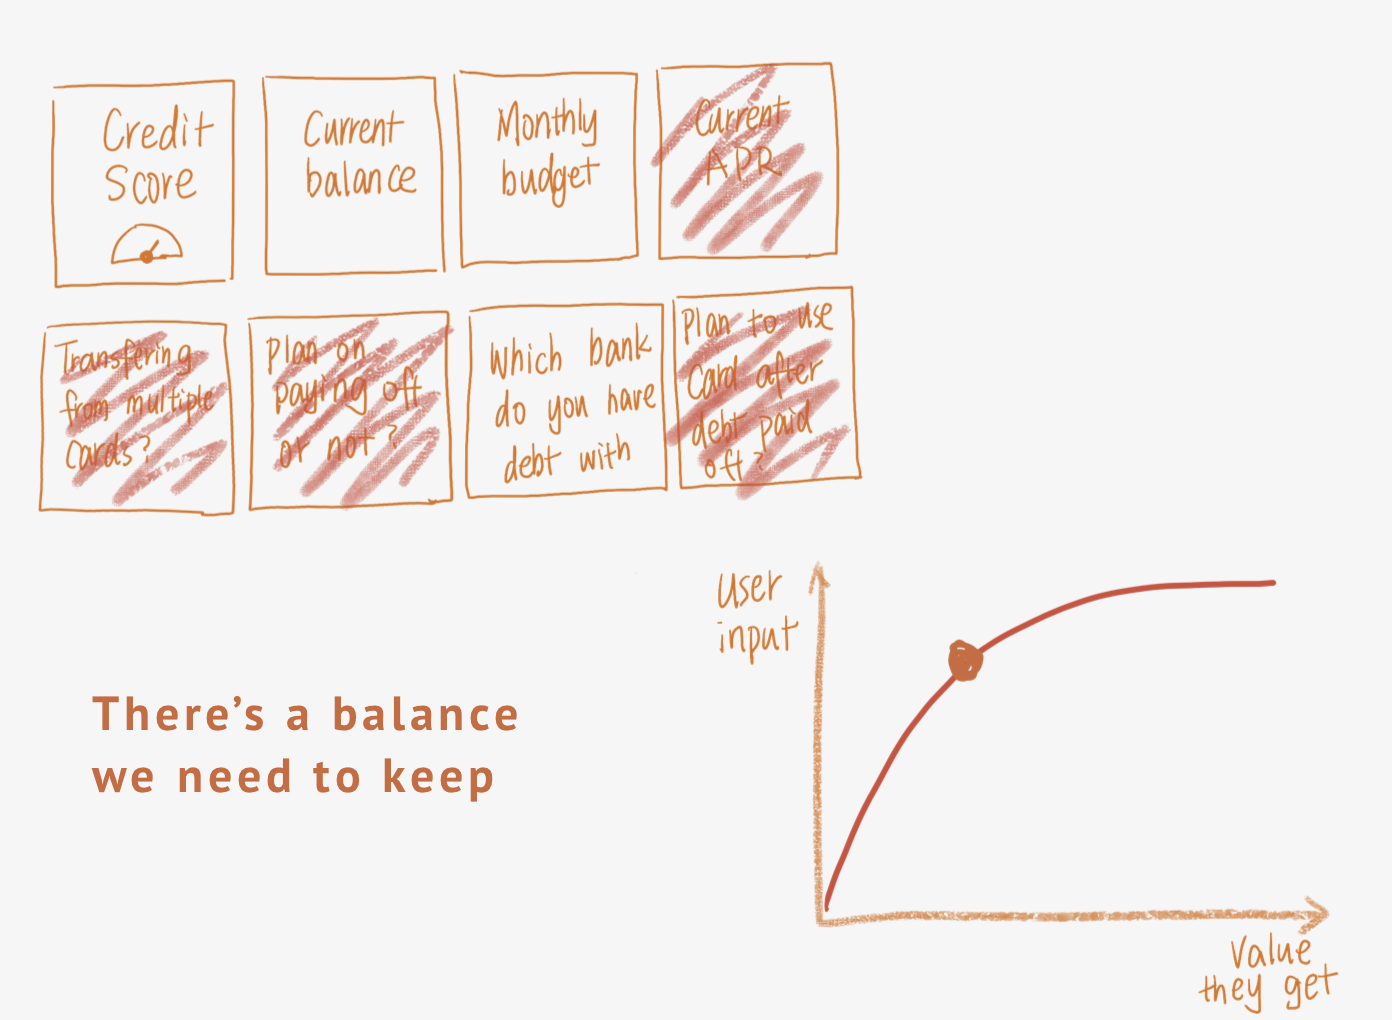 Credit
Score
Current
balance
Monthly
budget
Current
APR
Transfering
from multiple
cards?
Plan on
paying off
or not?
Which bank
do you have
debt with
Plan to use
Card after
debt paid
off?
User
input
There's a balance
we need to keep
Value
they get